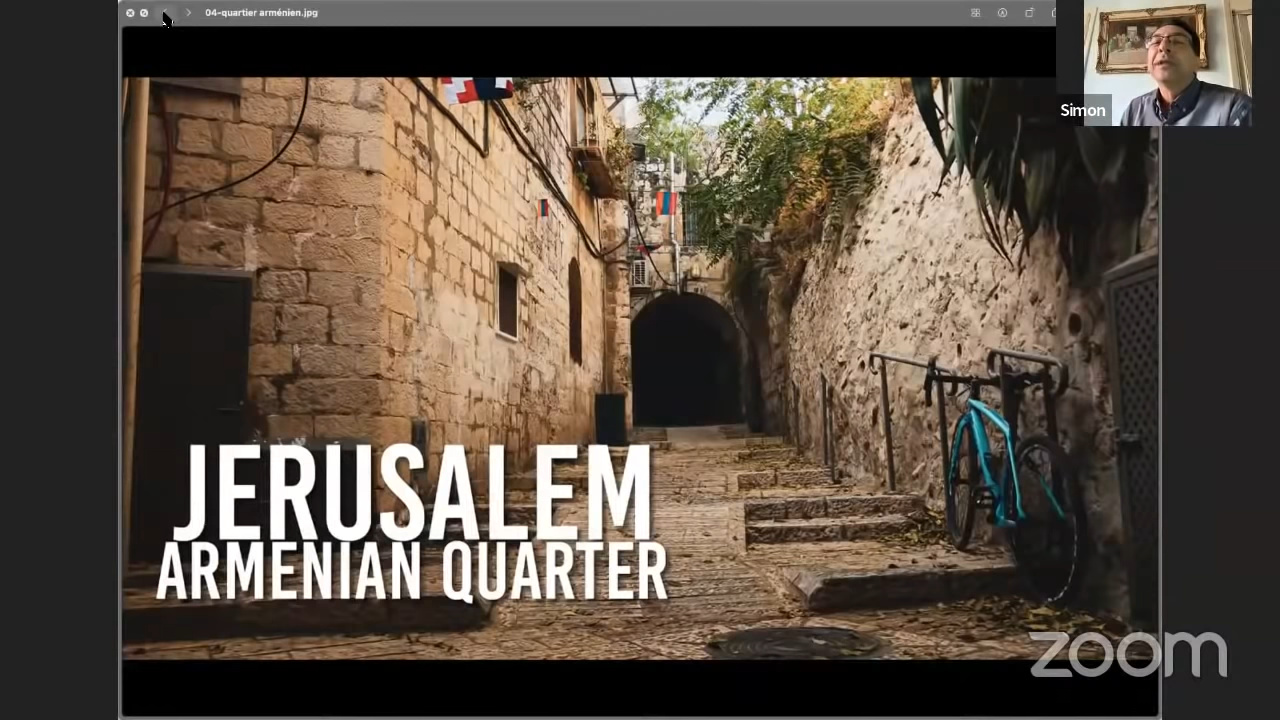 04-quartier arménien.jpg
Simon
JERUSALEM
ARMENIAN QUARTER
zoom